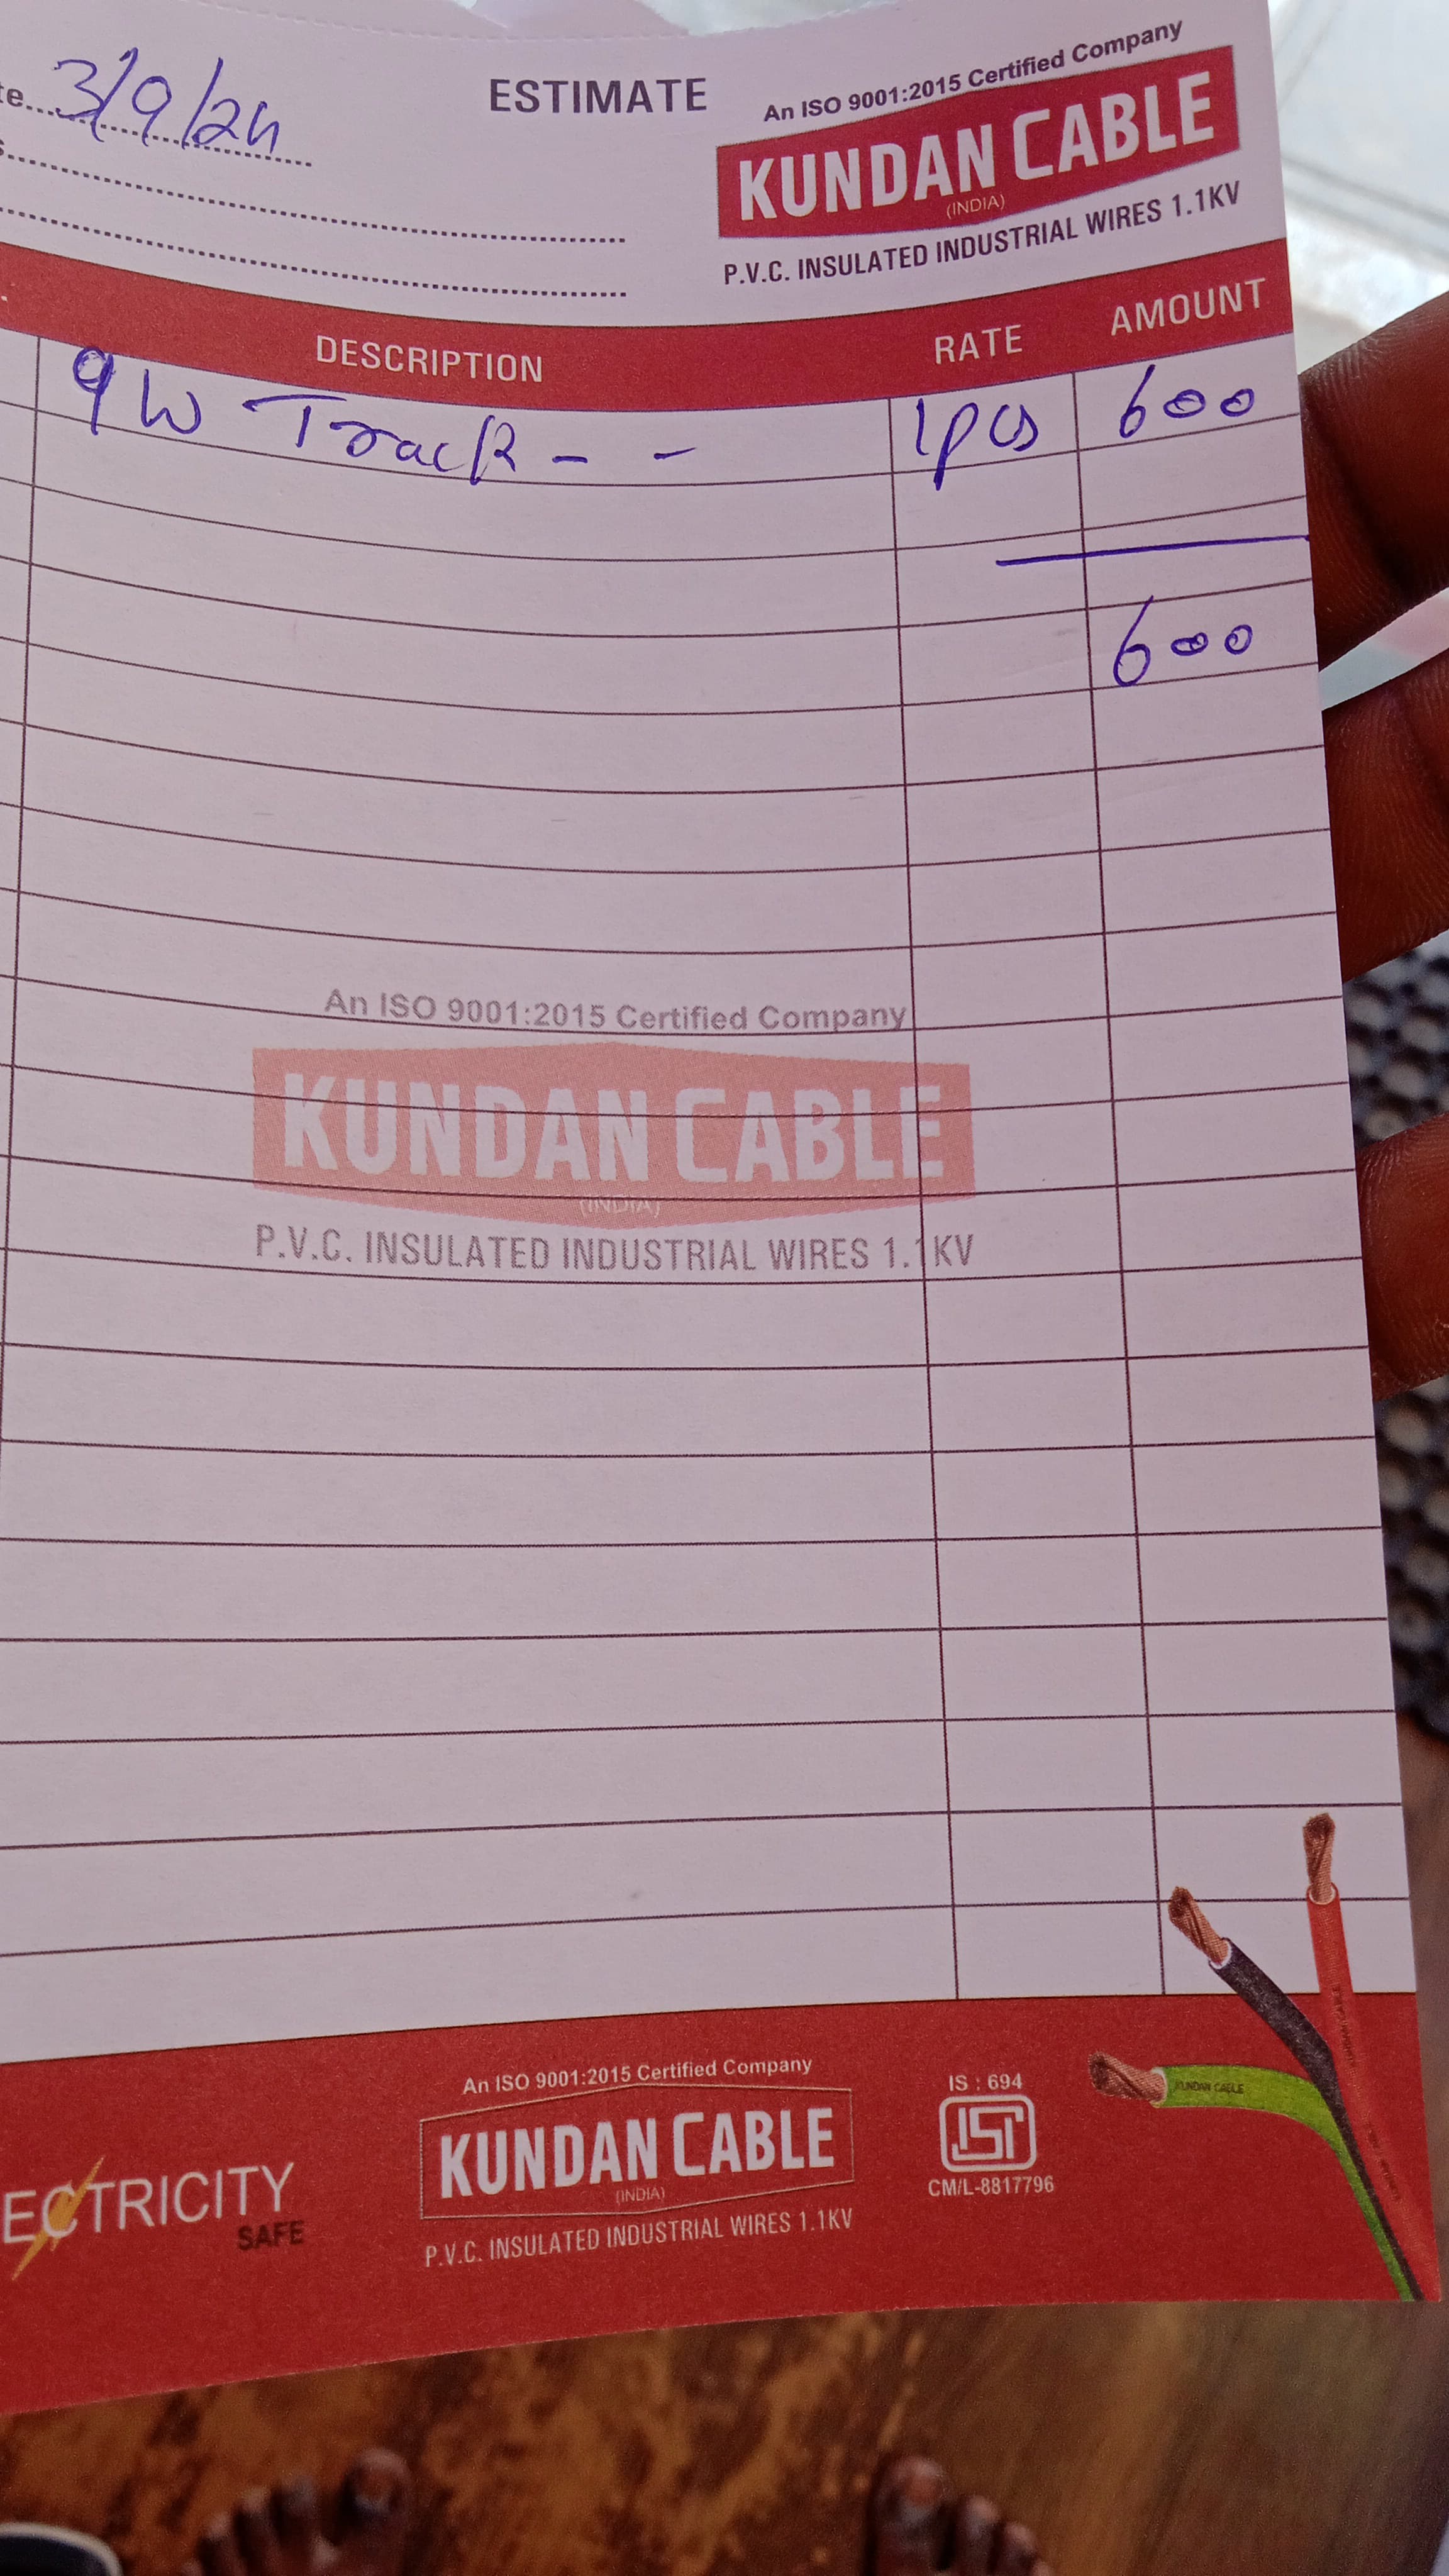 te.... 3/9/24
ESTIMATE
An ISO 9001:2015 Certified Company
KUNDAN CABLE
(INDIA)
P.V.C. INSULATED INDUSTRIAL WIRES 1.1KV
DESCRIPTION RATE AMOUNT
9W Track - - 1pcs 600
600
An ISO 9001:2015 Certified Company
KUNDAN CABLE
(INDIA)
P.V.C. INSULATED INDUSTRIAL WIRES 1.1KV
ECTRICITY
SAFE
An ISO 9001:2015 Certified Company
KUNDAN CABLE
(INDIA)
P.V.C. INSULATED INDUSTRIAL WIRES 1.1KV
IS : 694
ISI
CM/L-8817796
KUNDAN CABLE